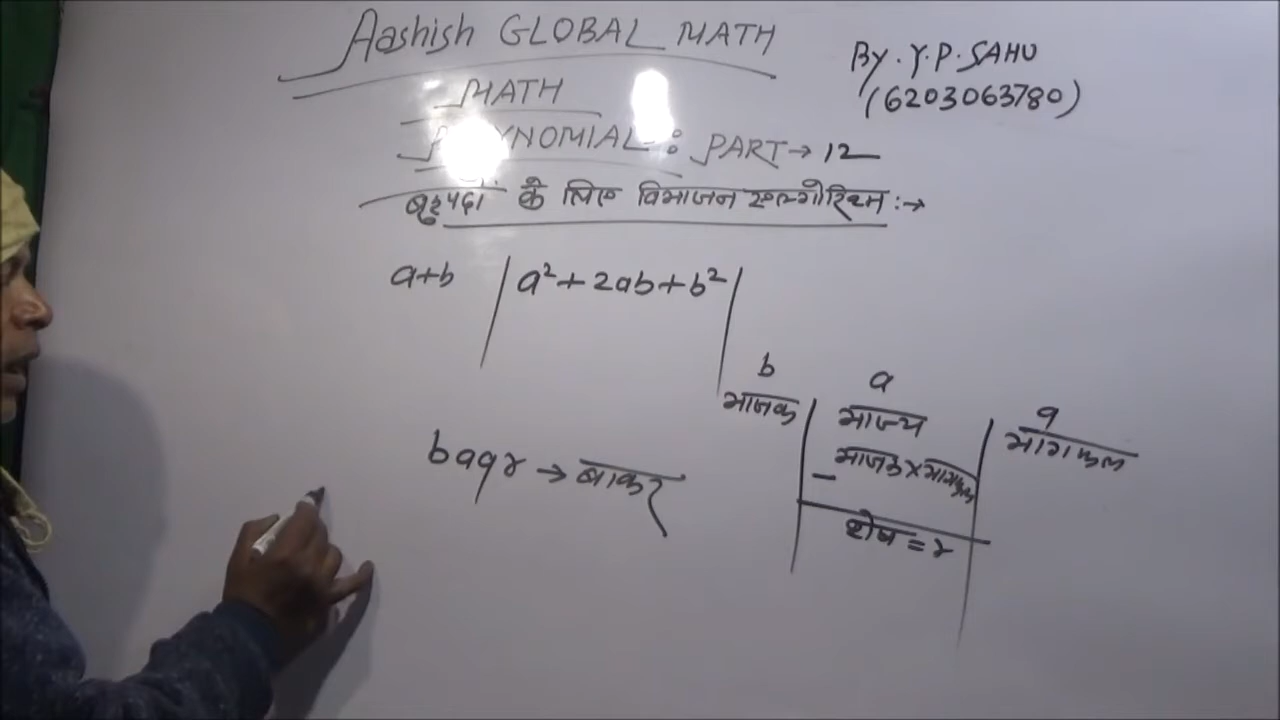 Aashish GLOBAL MATH
BY. Y.P. SAHU
(6203063780)
MATH
POLYNOMIAL : PART → 12
बहुपदों के लिए विभाजन एल्गोरिथ्म :→
a+b | a² + 2ab + b² |
b a q
भाजक | भाज्य | भागफल
- भाजक × भागफल
शेष = r
baqr → बाकर